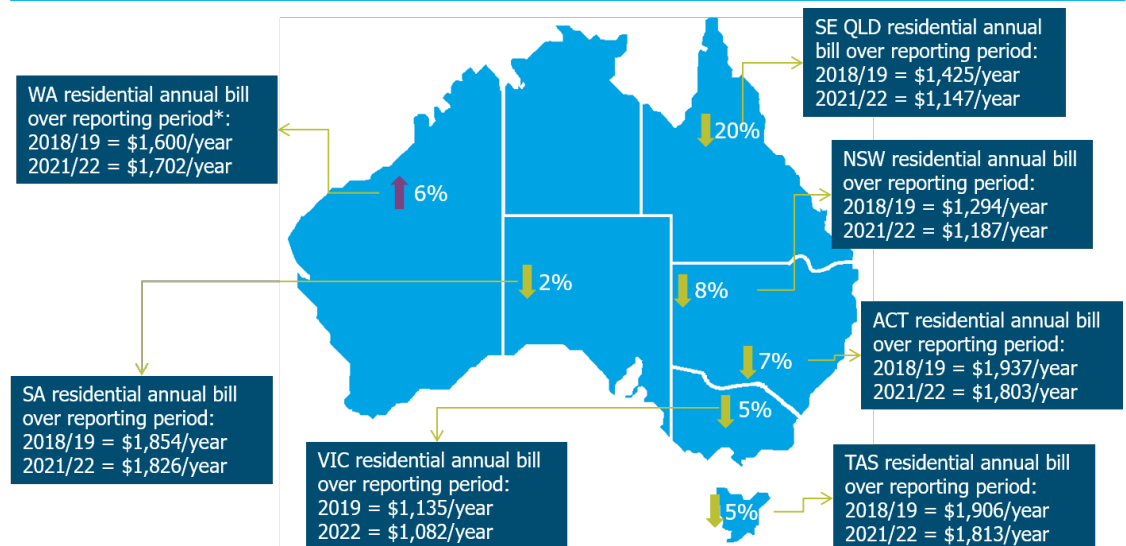 SE QLD residential annual
bill over reporting period:
2018/19 = $1,425/year
2021/22 = $1,147/year
WA residential annual bill
over reporting period*:
2018/19 = $1,600/year
2021/22 = $1,702/year
20%
NSW residential annual bill
over reporting period:
2018/19 = $1,294/year
2021/22 = $1,187/year
6%
2%
8%
ACT residential annual bill
over reporting period:
2018/19 = $1,937/year
2021/22 = $1,803/year
7%
SA residential annual bill
over reporting period:
2018/19 = $1,854/year
2021/22 = $1,826/year
5%
VIC residential annual bill
over reporting period:
2019 = $1,135/year
2022 = $1,082/year
TAS residential annual bill
over reporting period:
2018/19 = $1,906/year
2021/22 = $1,813/year
5%